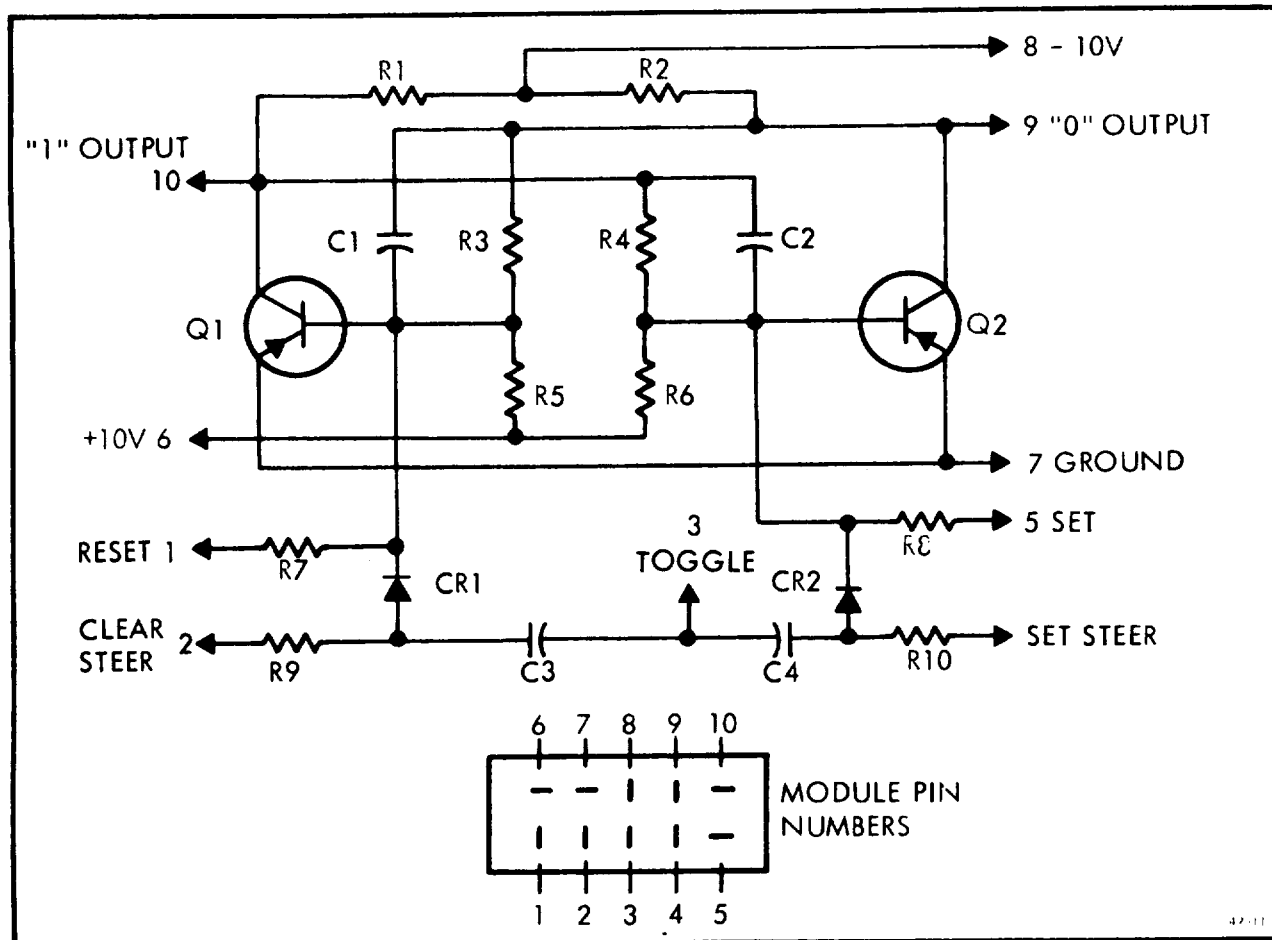 8 - 10V
R1
R2
9 "0" OUTPUT
"1" OUTPUT
10
C1
R3
R4
C2
Q1
Q2
R5
R6
+10V 6
7 GROUND
5 SET
3
TOGGLE
RESET 1
R7
CR1
CR2
CLEAR
STEER 2
R9
C3
C4
R10
SET STEER
6 7 8 9 10
MODULE PIN
NUMBERS
1 2 3 4 5